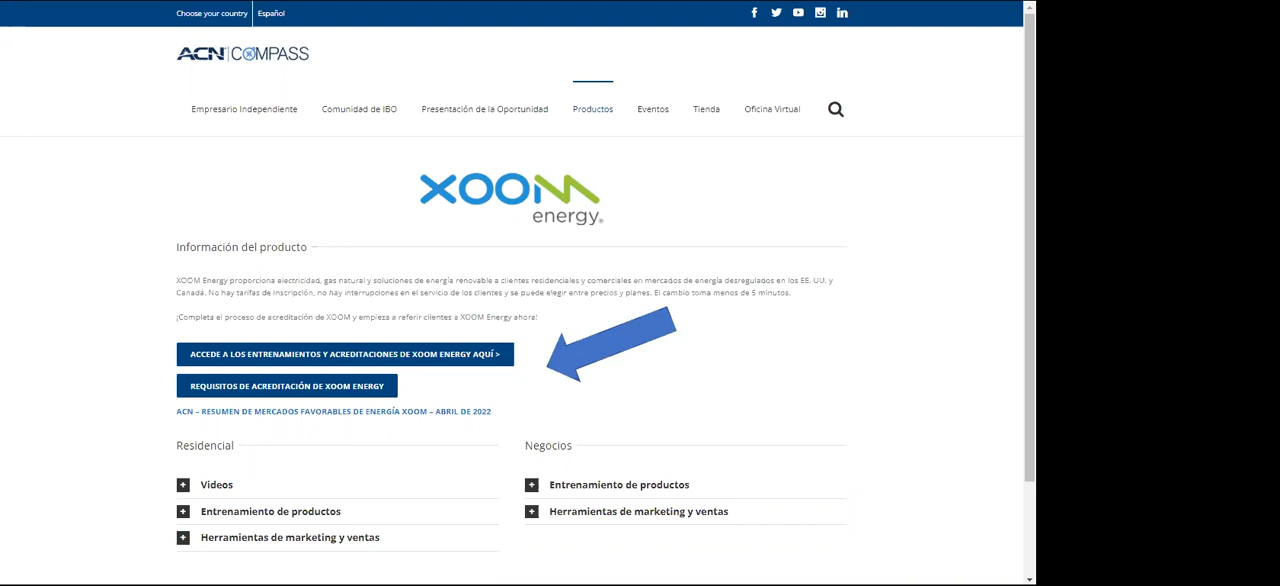 Choose your country
Español
ACN COMPASS
Empresario Independiente
Comunidad de IBO
Presentación de la Oportunidad
Productos
Eventos
Tienda
Oficina Virtual
XOOM
energy®
Información del producto
XOOM Energy proporciona electricidad, gas natural y soluciones de energía renovable a clientes residenciales y comerciales en mercados de energía desregulados en los EE. UU. y
Canadá. No hay tarifas de inscripción, no hay interrupciones en el servicio de los clientes y se puede elegir entre precios y planes. El cambio toma menos de 5 minutos.
¡Completa el proceso de acreditación de XOOM y empieza a referir clientes a XOOM Energy ahora!
ACCEDE A LOS ENTRENAMIENTOS Y ACREDITACIONES DE XOOM ENERGY AQUÍ >
REQUISITOS DE ACREDITACIÓN DE XOOM ENERGY
ACN – RESUMEN DE MERCADOS FAVORABLES DE ENERGÍA XOOM – ABRIL DE 2022
Residencial
Videos
Entrenamiento de productos
Herramientas de marketing y ventas
Negocios
Entrenamiento de productos
Herramientas de marketing y ventas